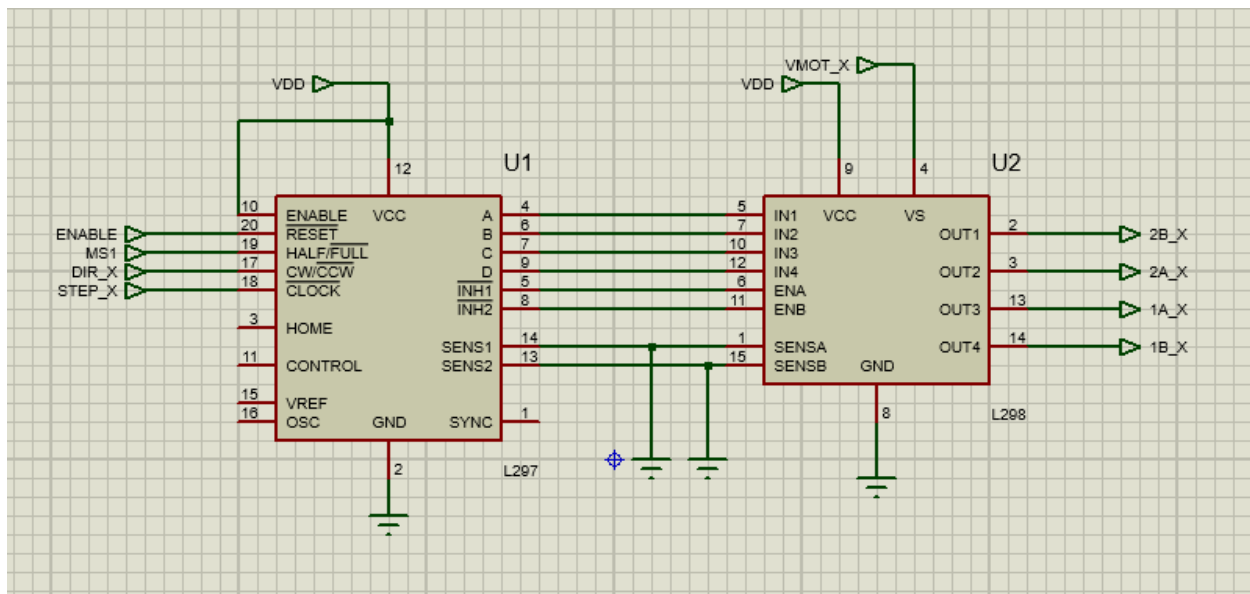 VMOT_X
VDD
VDD
12
U1
9
4
U2
10
ENABLE
VCC
A
4
5
IN1
VCC
VS
ENABLE
20
RESET
B
6
7
IN2
OUT1
2
2B_X
MS1
19
HALF/FULL
C
7
10
IN3
DIR_X
17
CW/CCW
D
9
12
IN4
OUT2
3
2A_X
STEP_X
18
CLOCK
INH1
5
6
ENA
INH2
8
11
ENB
OUT3
13
1A_X
3
HOME
SENS1
14
1
SENSA
OUT4
14
1B_X
11
CONTROL
SENS2
13
15
SENSB
GND
15
VREF
16
OSC
GND
SYNC
1
8
L298
2
L297